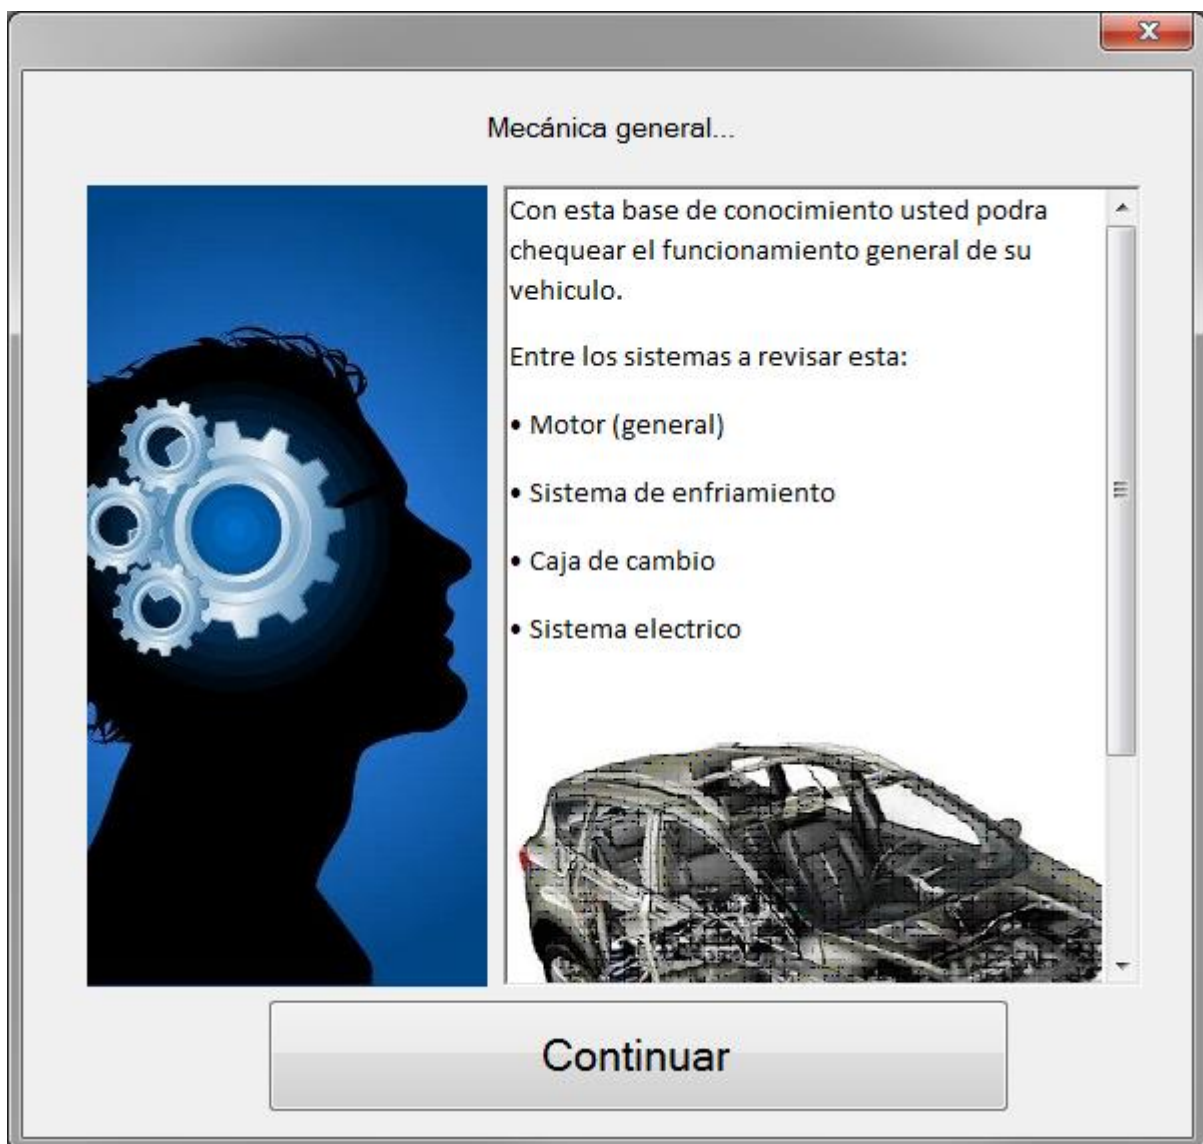 Mecánica general...
Con esta base de conocimiento usted podra
chequear el funcionamiento general de su
vehiculo.
Entre los sistemas a revisar esta:
• Motor (general)
• Sistema de enfriamiento
• Caja de cambio
• Sistema electrico
Continuar